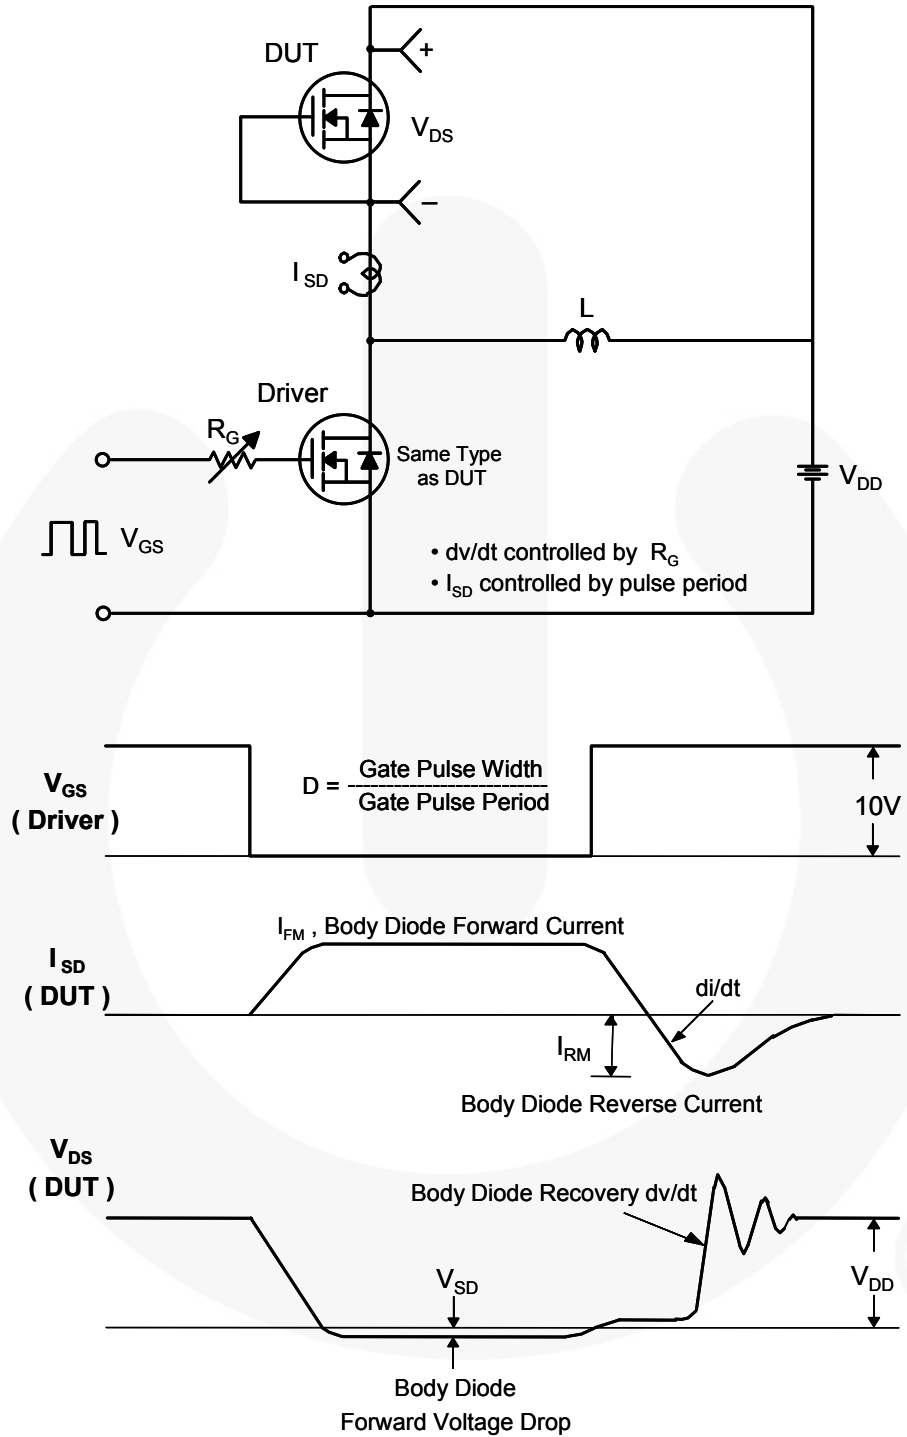 DUT
+
V_DS
−
I_SD
L
Driver
R_G
Same Type
as DUT
V_DD
V_GS
• dv/dt controlled by R_G
• I_SD controlled by pulse period
V_GS
( Driver )
D = Gate Pulse Width
Gate Pulse Period
10V
I_FM , Body Diode Forward Current
I_SD
( DUT )
di/dt
I_RM
Body Diode Reverse Current
V_DS
( DUT )
Body Diode Recovery dv/dt
V_SD
V_DD
Body Diode
Forward Voltage Drop